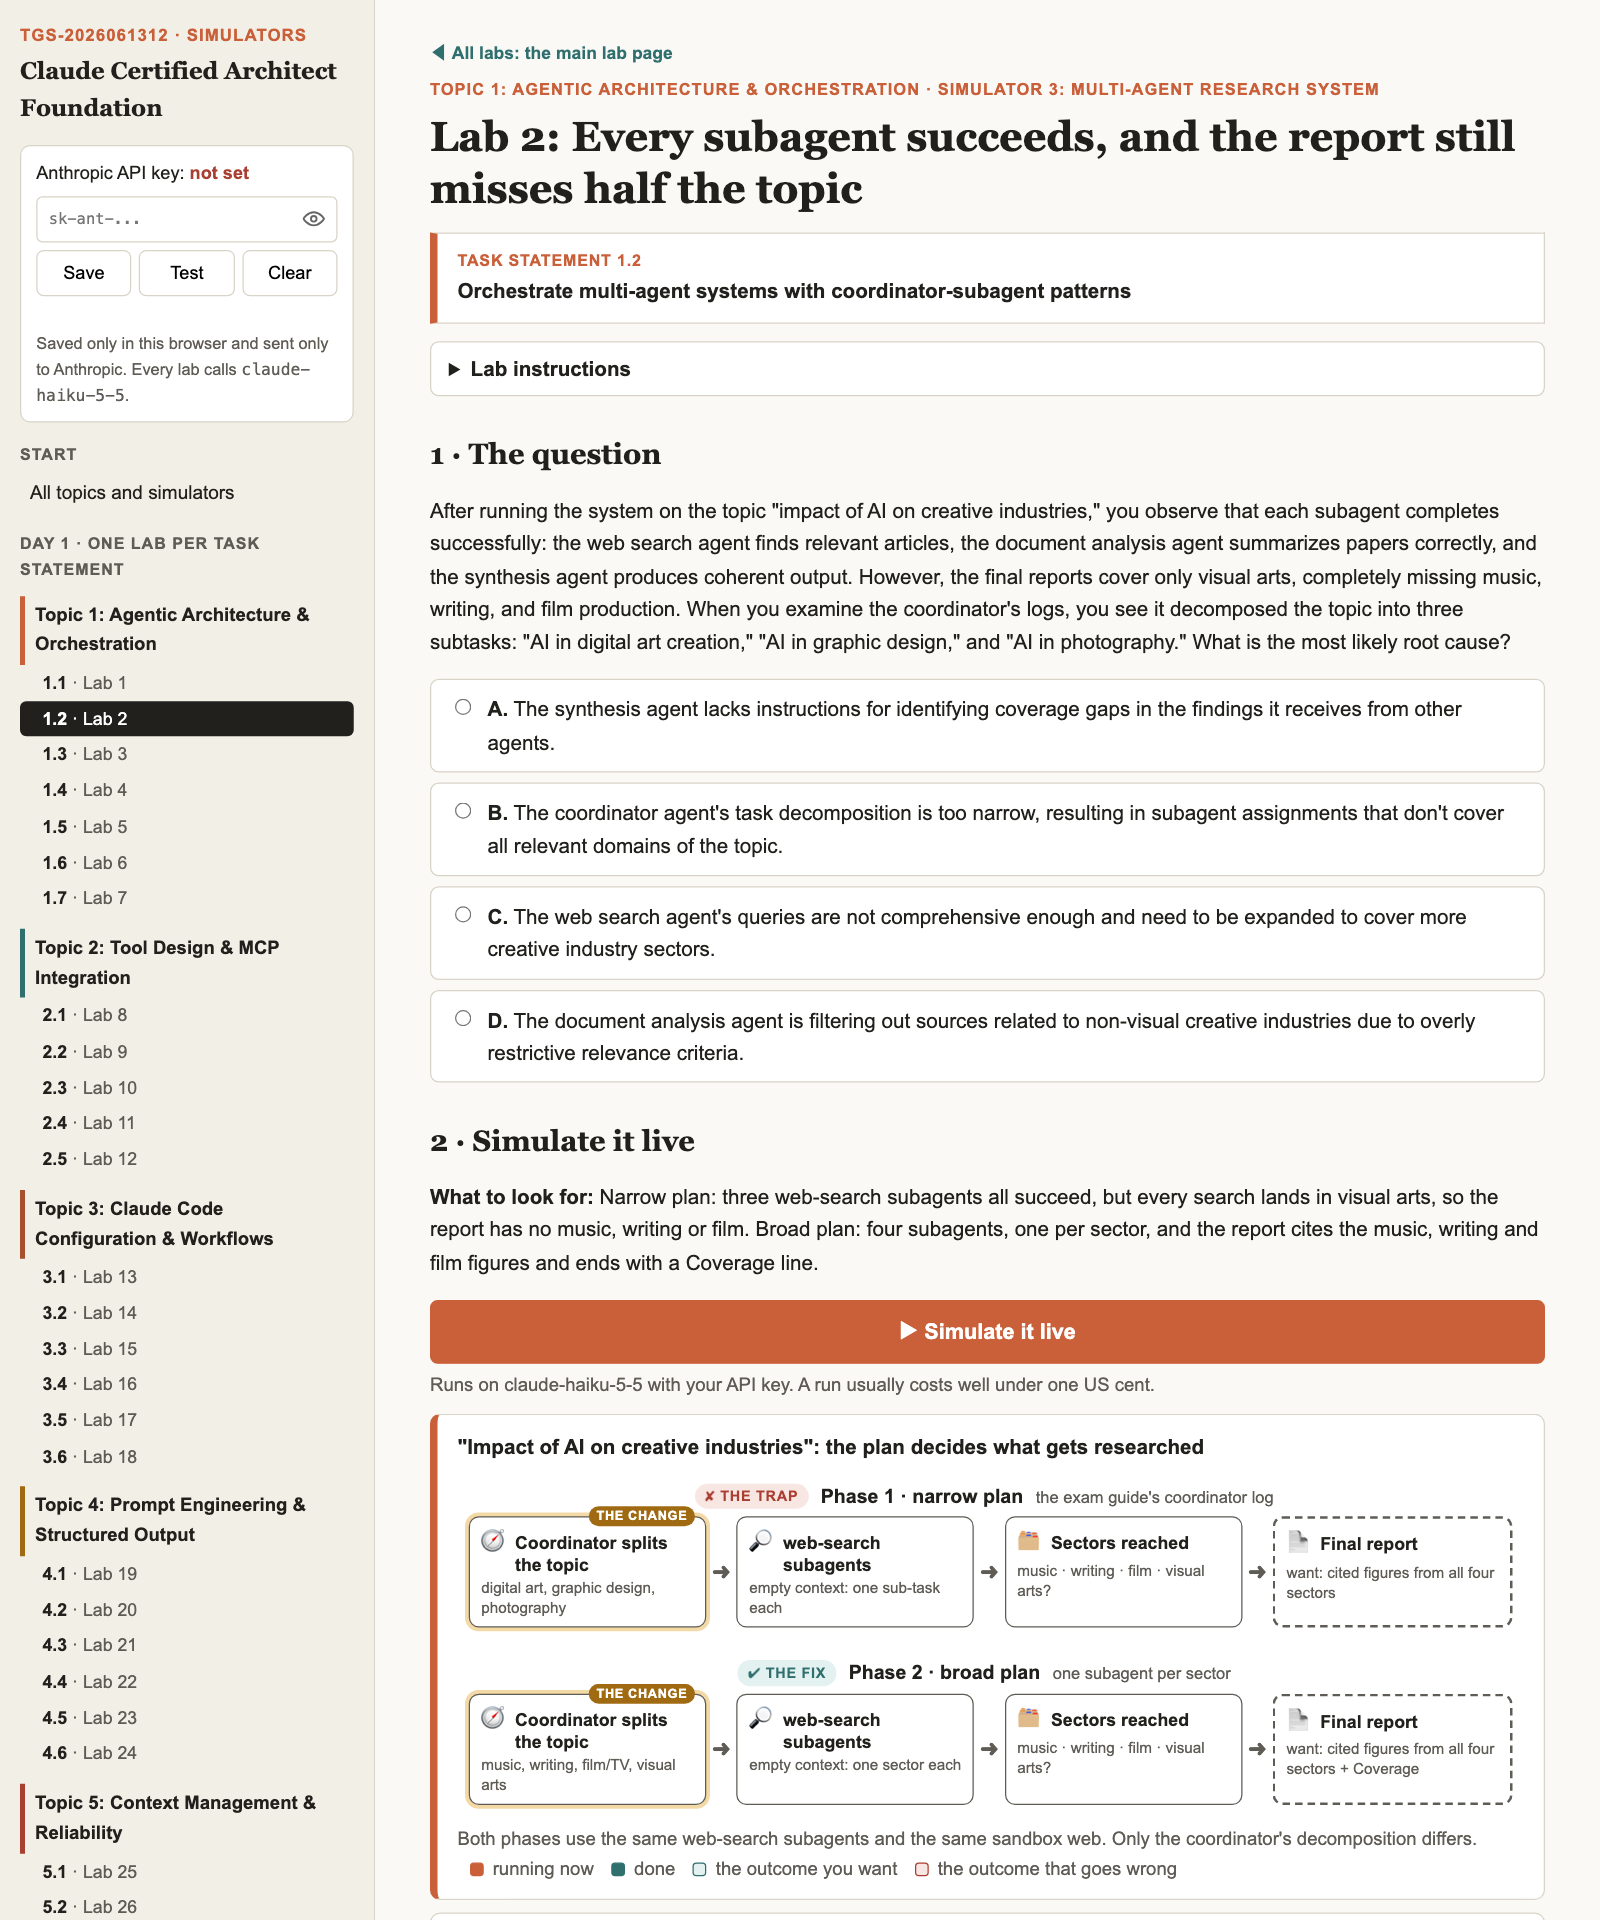 TGS-2026061312 · SIMULATORS
Claude Certified Architect
Foundation
Anthropic API key: not set
sk-ant-...
Save
Test
Clear
Saved only in this browser and sent only
to Anthropic. Every lab calls claude-
haiku-5-5.
START
All topics and simulators
DAY 1 · ONE LAB PER TASK
STATEMENT
Topic 1: Agentic Architecture &
Orchestration
1.1 · Lab 1
1.2 · Lab 2
1.3 · Lab 3
1.4 · Lab 4
1.5 · Lab 5
1.6 · Lab 6
1.7 · Lab 7
Topic 2: Tool Design & MCP
Integration
2.1 · Lab 8
2.2 · Lab 9
2.3 · Lab 10
2.4 · Lab 11
2.5 · Lab 12
Topic 3: Claude Code
Configuration & Workflows
3.1 · Lab 13
3.2 · Lab 14
3.3 · Lab 15
3.4 · Lab 16
3.5 · Lab 17
3.6 · Lab 18
Topic 4: Prompt Engineering &
Structured Output
4.1 · Lab 19
4.2 · Lab 20
4.3 · Lab 21
4.4 · Lab 22
4.5 · Lab 23
4.6 · Lab 24
Topic 5: Context Management &
Reliability
5.1 · Lab 25
5.2 · Lab 26
◀ All labs: the main lab page
TOPIC 1: AGENTIC ARCHITECTURE & ORCHESTRATION · SIMULATOR 3: MULTI-AGENT RESEARCH SYSTEM
Lab 2: Every subagent succeeds, and the report still
misses half the topic
TASK STATEMENT 1.2
Orchestrate multi-agent systems with coordinator-subagent patterns
▶ Lab instructions
1 · The question
After running the system on the topic "impact of AI on creative industries," you observe that each subagent completes
successfully: the web search agent finds relevant articles, the document analysis agent summarizes papers correctly, and
the synthesis agent produces coherent output. However, the final reports cover only visual arts, completely missing music,
writing, and film production. When you examine the coordinator's logs, you see it decomposed the topic into three
subtasks: "AI in digital art creation," "AI in graphic design," and "AI in photography." What is the most likely root cause?
A. The synthesis agent lacks instructions for identifying coverage gaps in the findings it receives from other
agents.
B. The coordinator agent's task decomposition is too narrow, resulting in subagent assignments that don't cover
all relevant domains of the topic.
C. The web search agent's queries are not comprehensive enough and need to be expanded to cover more
creative industry sectors.
D. The document analysis agent is filtering out sources related to non-visual creative industries due to overly
restrictive relevance criteria.
2 · Simulate it live
What to look for: Narrow plan: three web-search subagents all succeed, but every search lands in visual arts, so the
report has no music, writing or film. Broad plan: four subagents, one per sector, and the report cites the music, writing and
film figures and ends with a Coverage line.
▶ Simulate it live
Runs on claude-haiku-5-5 with your API key. A run usually costs well under one US cent.
"Impact of AI on creative industries": the plan decides what gets researched
✘ THE TRAP Phase 1 · narrow plan the exam guide's coordinator log
THE CHANGE
Coordinator splits
the topic
digital art, graphic design,
photography
➜
web-search
subagents
empty context: one sub-task
each
➜
Sectors reached
music · writing · film · visual
arts?
➜
Final report
want: cited figures from all four
sectors
✔ THE FIX Phase 2 · broad plan one subagent per sector
THE CHANGE
Coordinator splits
the topic
music, writing, film/TV, visual
arts
➜
web-search
subagents
empty context: one sector each
➜
Sectors reached
music · writing · film · visual
arts?
➜
Final report
want: cited figures from all four
sectors + Coverage
Both phases use the same web-search subagents and the same sandbox web. Only the coordinator's decomposition differs.
running now done the outcome you want the outcome that goes wrong